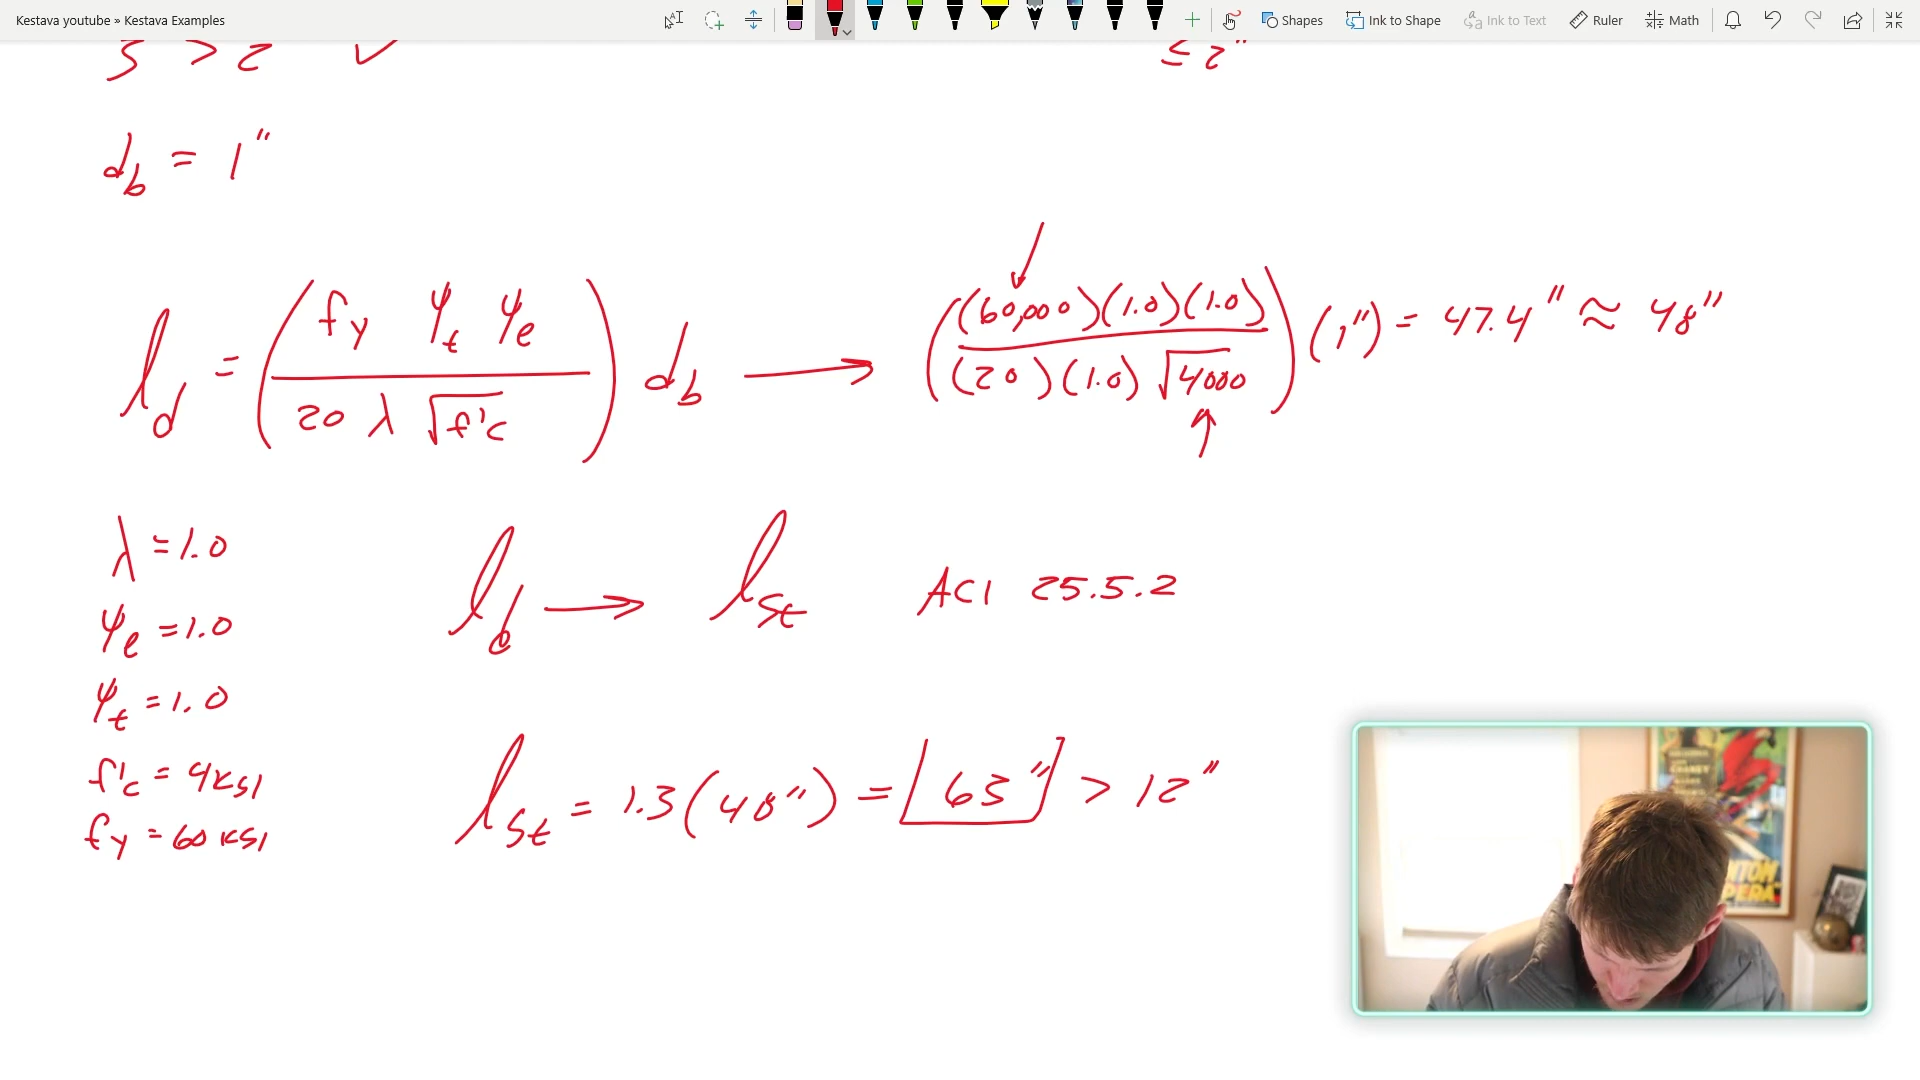 Kestava youtube » Kestava Examples
Shapes
Ink to Shape
Ink to Text
Ruler
Math
5 > 2 ✓
≤ 2"
d_b = 1"
l_d = (f_y ψ_t ψ_e / 20 λ √f'c) d_b → ((60,000)(1.0)(1.0) / (20)(1.0) √4000) (1") = 47.4" ≈ 48"
λ = 1.0
ψ_e = 1.0
ψ_t = 1.0
f'c = 4 KSI
f_y = 60 KSI
l_d → l_st ACI 25.5.2
l_st = 1.3 (48") = 63" > 12"